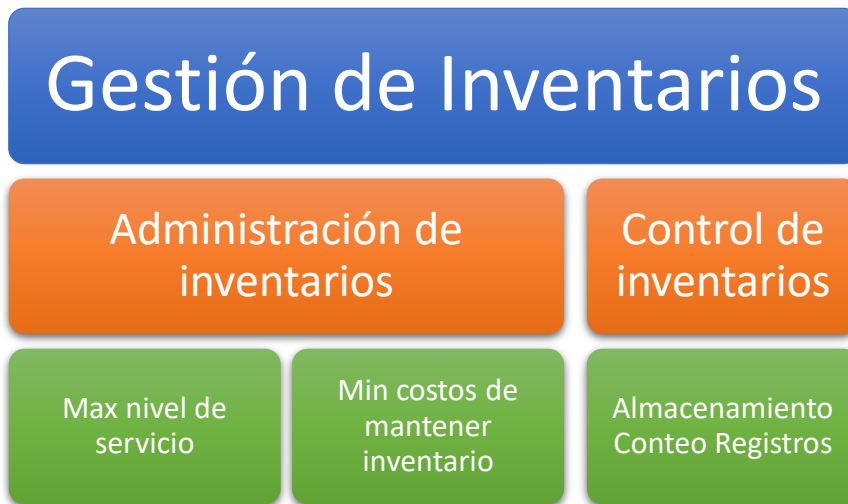 Gestión de Inventarios
Administración de
inventarios
Control de
inventarios
Max nivel de
servicio
Min costos de
mantener
inventario
Almacenamiento
Conteo Registros